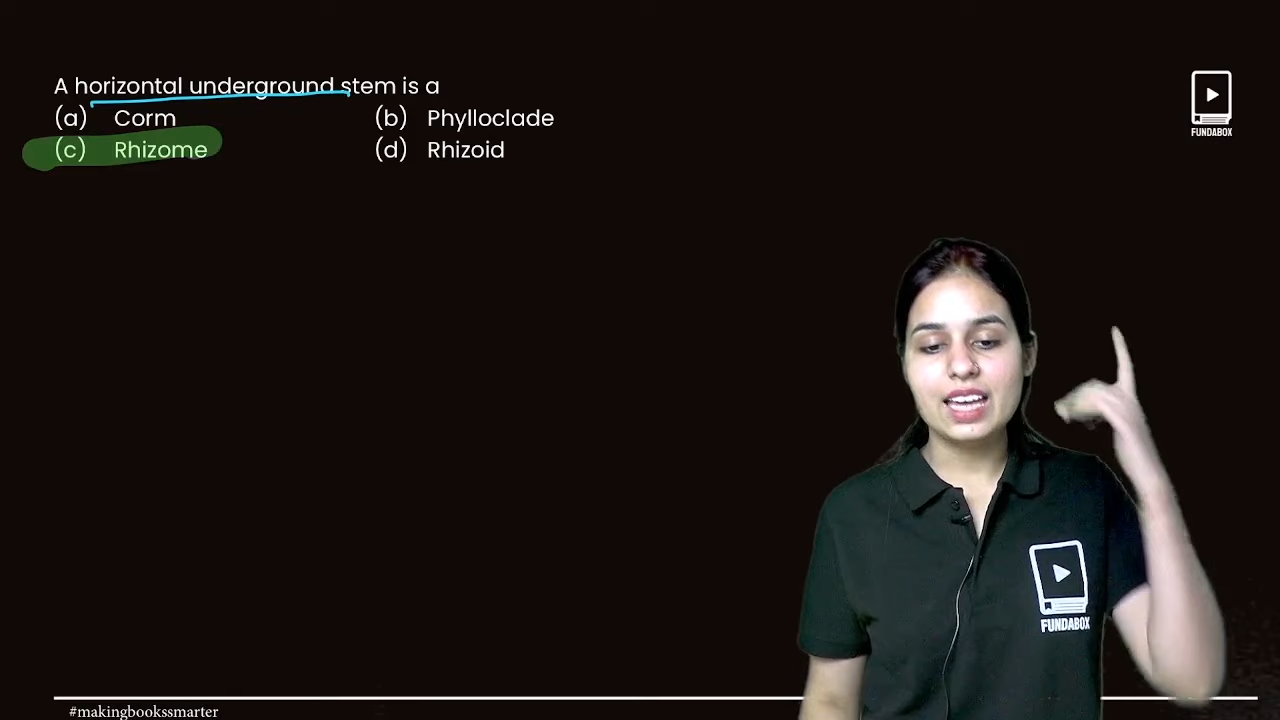 A horizontal underground stem is a
(a) Corm (b) Phylloclade
(c) Rhizome (d) Rhizoid
FUNDABOX
FUNDABOX
#makingbookssmarter